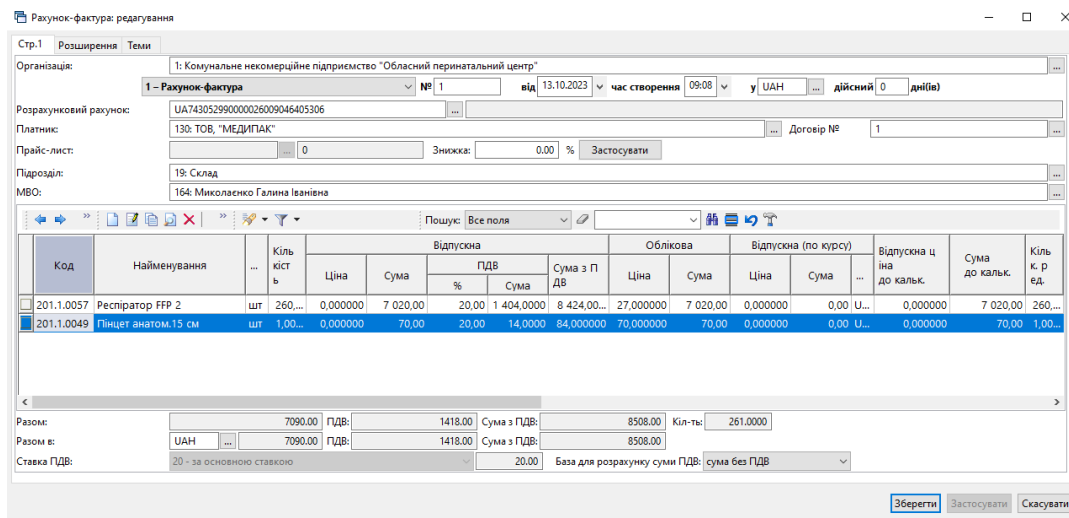 Рахунок-фактура: редагування
Стр.1 Розширення Теми
Організація: 1: Комунальне некомерційне підприємство "Обласний перинатальний центр" ...
1 – Рахунок-фактура № 1 від 13.10.2023 час створення 09:08 у UAH ... дійсний 0 дні(ів)
Розрахунковий рахунок: UA743052990000026009046405306 ...
Платник: 130: ТОВ, "МЕДИПАК" ... Договір № 1 ...
Прайс-лист: ... 0 Знижка: 0.00 % Застосувати
Підрозділ: 19: Склад ...
МВО: 164: Миколаєнко Галина Іванівна ...
Пошук: Все поля
Код Найменування ... Кіль кіст ь Відпускна Облікова Відпускна (по курсу) Відпускна ц іна до кальк. Сума до кальк. Кіль к. р ед.
Ціна Сума ПДВ Сума з П ДВ Ціна Сума Ціна Сума ...
% Сума
201.1.0057 Респіратор FFP 2 шт 260,... 0,000000 7 020,00 20,00 1 404,0000 8 424,00... 27,000000 7 020,00 0,000000 0,00 U... 0,000000 7 020,00 260,...
201.1.0049 Пінцет анатом.15 см шт 1,00... 0,000000 70,00 20,00 14,0000 84,000000 70,000000 70,00 0,000000 0,00 U... 0,000000 70,00 1,00...
Разом: 7090.00 ПДВ: 1418.00 Сума з ПДВ: 8508.00 Кіл-ть: 261.0000
Разом в: UAH ... 7090.00 ПДВ: 1418.00 Сума з ПДВ: 8508.00
Ставка ПДВ: 20 - за основною ставкою 20.00 База для розрахунку суми ПДВ: сума без ПДВ
Зберегти Застосувати Скасувати